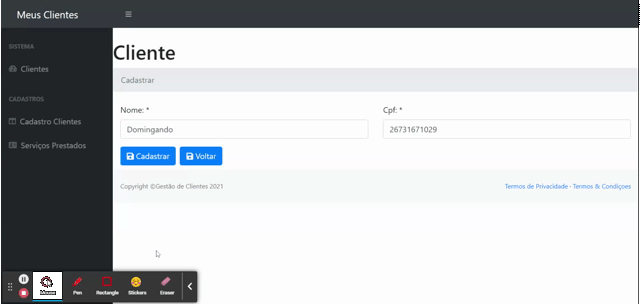 Meus Clientes
SISTEMA
Clientes
CADASTROS
Cadastro Clientes
Serviços Prestados
Cliente
Cadastrar
Nome: *
Cpf: *
Domingando
26731671029
Cadastrar
Voltar
Copyright ©Gestão de Clientes 2021
Termos de Privacidade · Termos & Condiçoes
Mouse
Pen
Rectangle
Stickers
Eraser